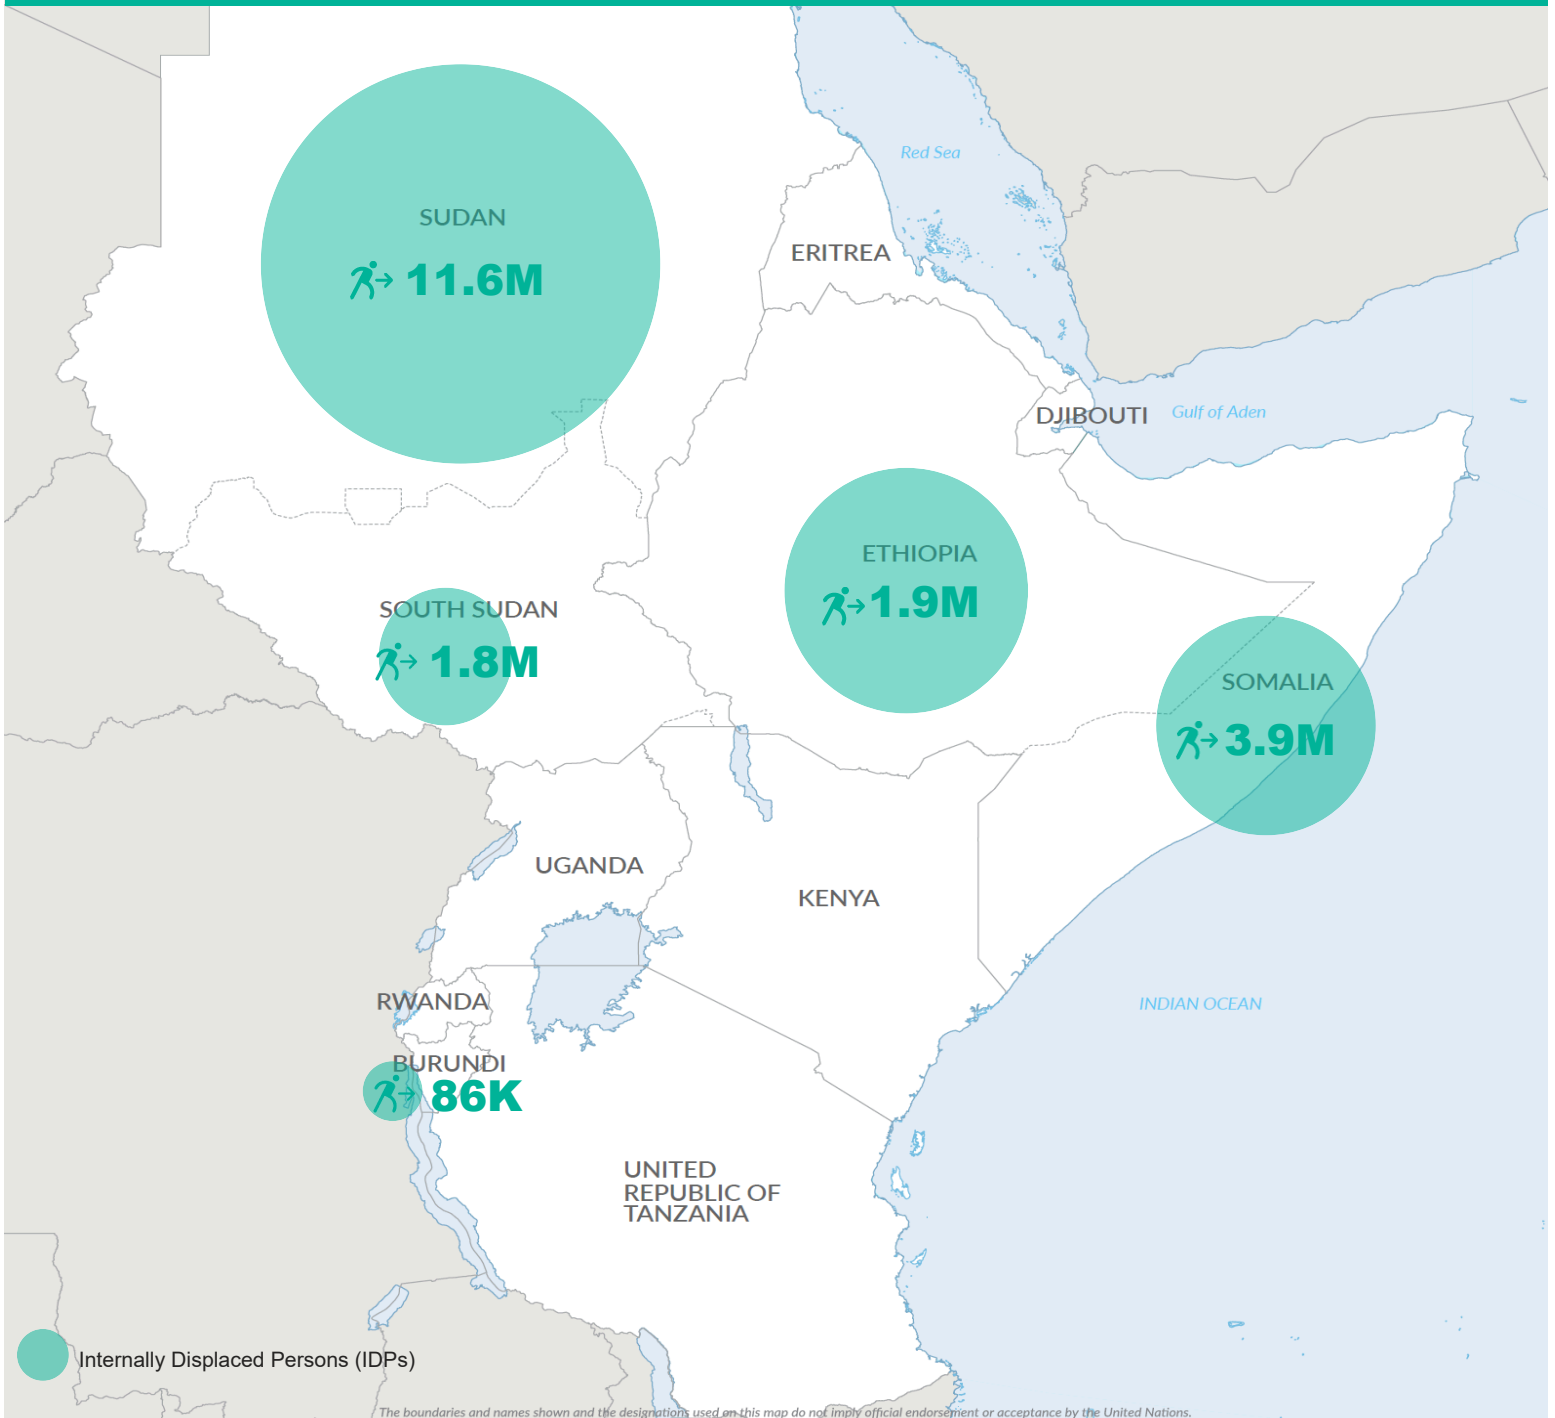 Red Sea
SUDAN
11.6M
ERITREA
DJIBOUTI
Gulf of Aden
ETHIOPIA
1.9M
SOUTH SUDAN
1.8M
SOMALIA
3.9M
UGANDA
KENYA
RWANDA
INDIAN OCEAN
BURUNDI
86K
UNITED
REPUBLIC OF
TANZANIA
Internally Displaced Persons (IDPs)
The boundaries and names shown and the designations used on this map do not imply official endorsement or acceptance by the United Nations.